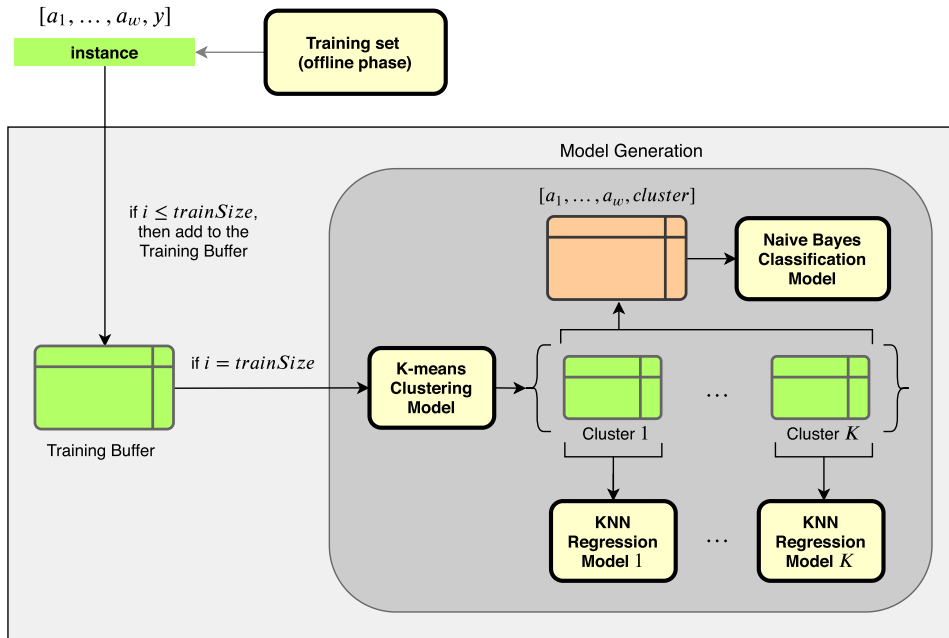 [a₁, …, a_w, y]
instance
Training set
(offline phase)
Model Generation
if i ≤ trainSize,
then add to the
Training Buffer
[a₁, …, a_w, cluster]
Naive Bayes
Classification
Model
if i = trainSize
Training Buffer
K-means
Clustering
Model
…
Cluster 1
Cluster K
KNN
Regression
Model 1
…
KNN
Regression
Model K